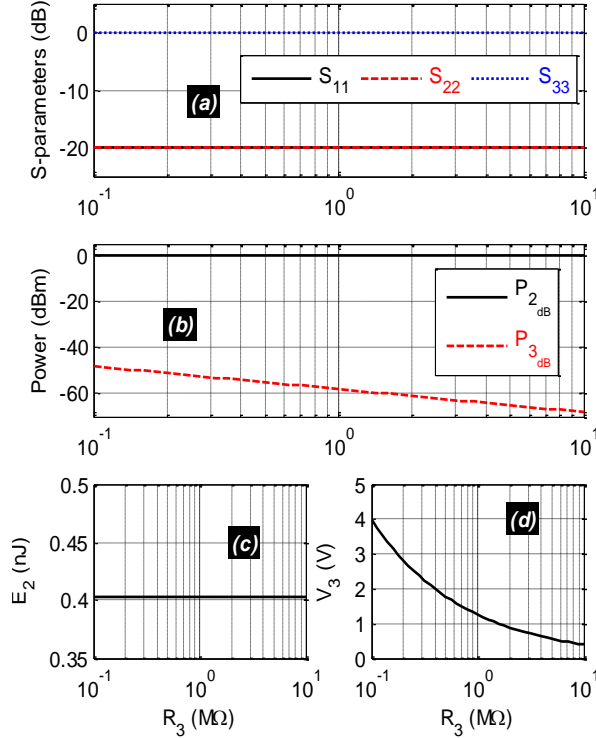 S-parameters (dB)
0
-10
-20
(a)
S11 S22 S33
10-1 100 101
Power (dBm)
0
-20
-40
-60
(b)
P2dB
P3dB
10-1 100 101
E2 (nJ)
0.5
0.45
0.4
0.35
(c)
10-1 100 101
R3 (MΩ)
V3 (V)
5
4
3
2
1
0
(d)
10-1 100 101
R3 (MΩ)